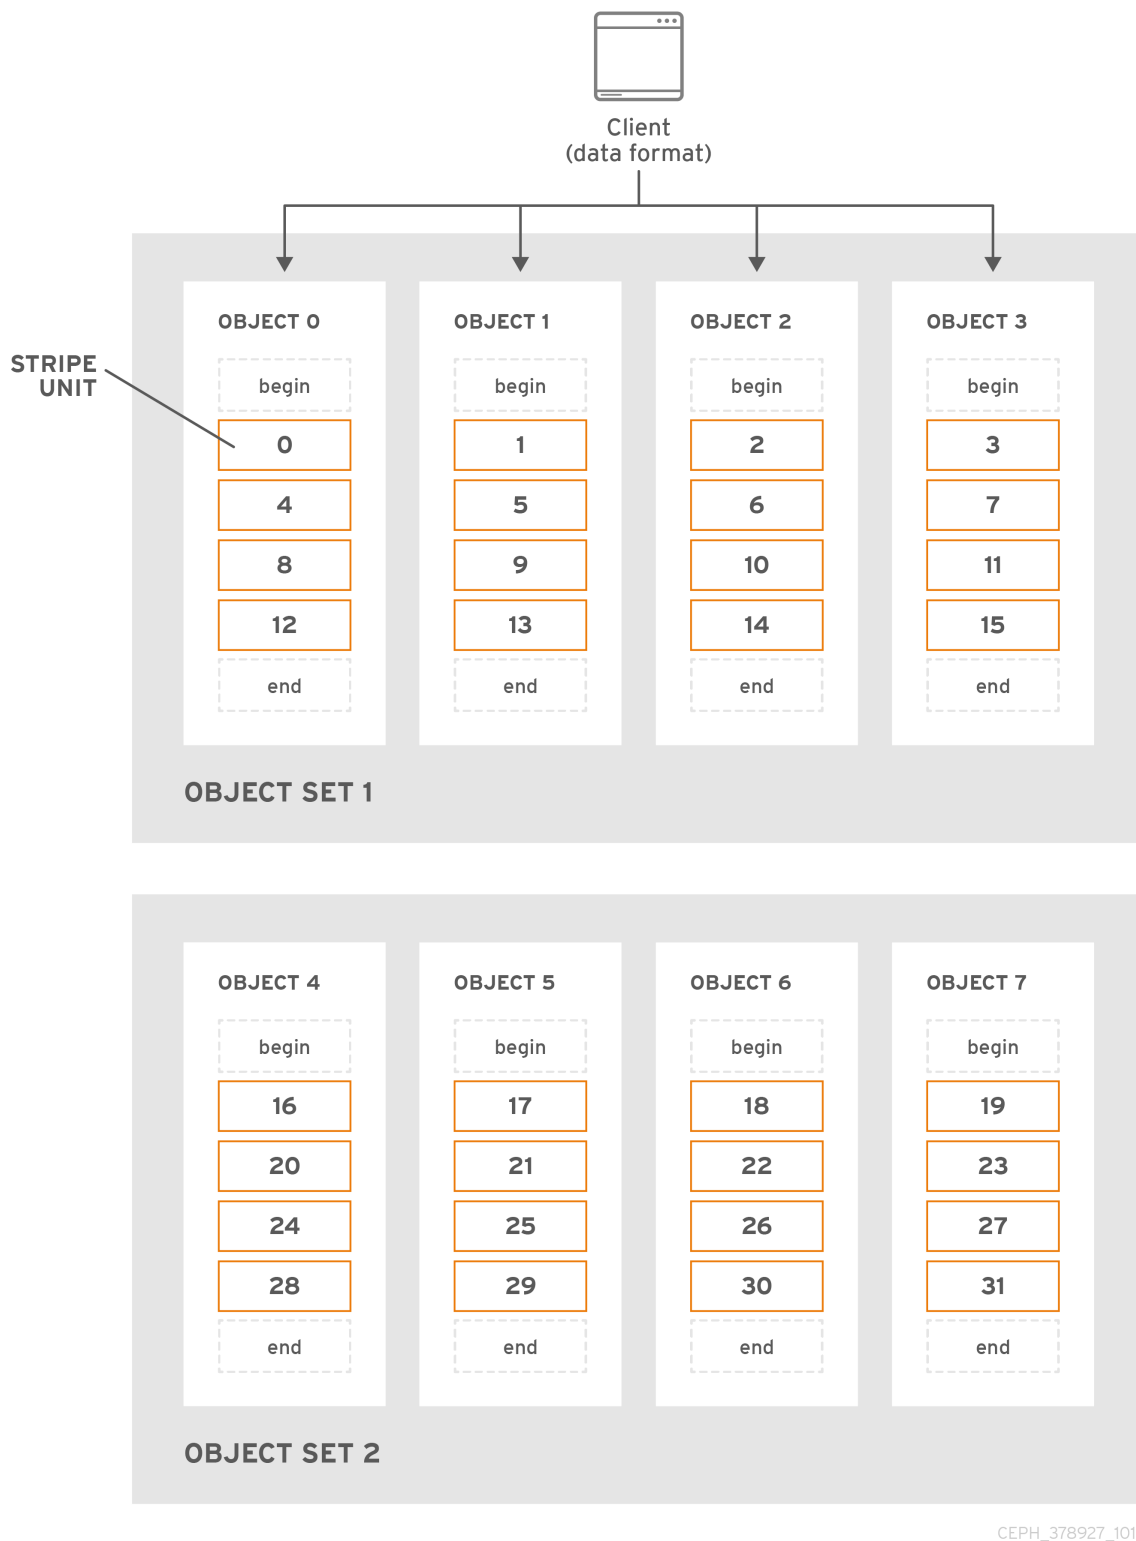 Client
(data format)
OBJECT 0
OBJECT 1
OBJECT 2
OBJECT 3
STRIPE
UNIT
begin
begin
begin
begin
0
1
2
3
4
5
6
7
8
9
10
11
12
13
14
15
end
end
end
end
OBJECT SET 1
OBJECT 4
OBJECT 5
OBJECT 6
OBJECT 7
begin
begin
begin
begin
16
17
18
19
20
21
22
23
24
25
26
27
28
29
30
31
end
end
end
end
OBJECT SET 2
CEPH_378927_101